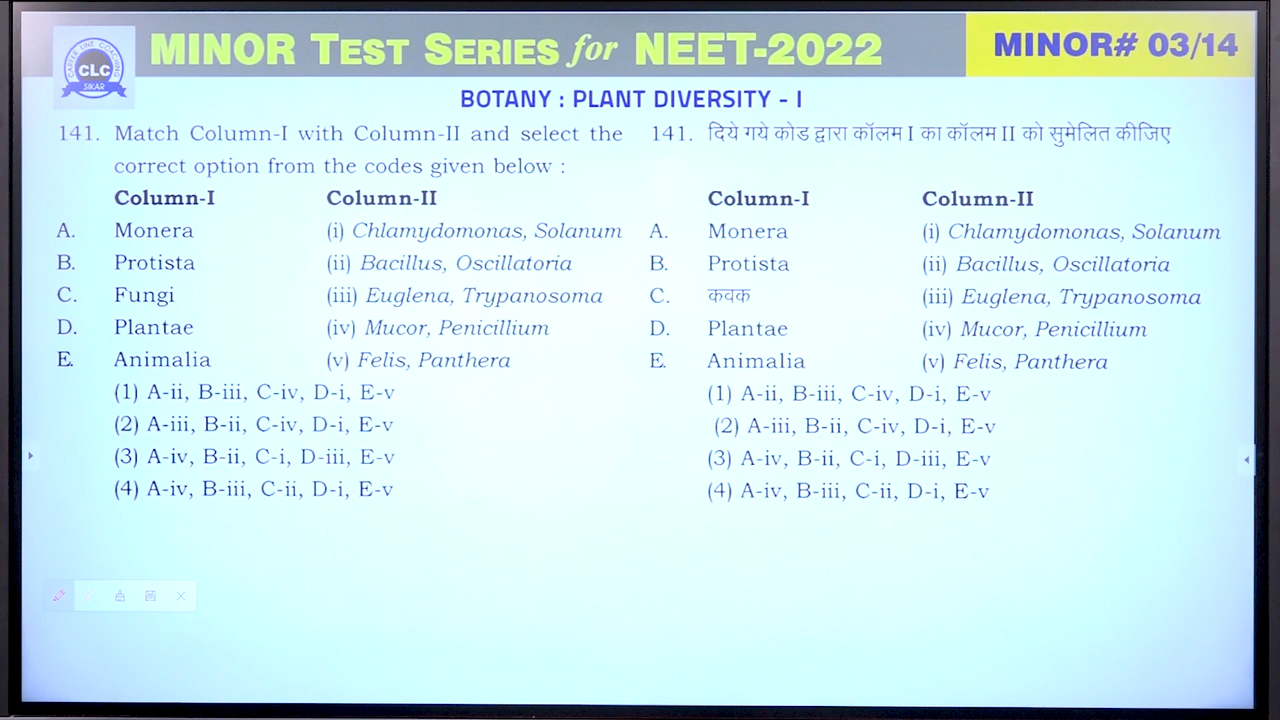 CAREER LINE COACHING
CLC
SIKAR
MINOR TEST SERIES for NEET-2022
MINOR# 03/14
BOTANY : PLANT DIVERSITY - I
141. Match Column-I with Column-II and select the
correct option from the codes given below :
Column-I Column-II
A. Monera (i) Chlamydomonas, Solanum
B. Protista (ii) Bacillus, Oscillatoria
C. Fungi (iii) Euglena, Trypanosoma
D. Plantae (iv) Mucor, Penicillium
E. Animalia (v) Felis, Panthera
(1) A-ii, B-iii, C-iv, D-i, E-v
(2) A-iii, B-ii, C-iv, D-i, E-v
(3) A-iv, B-ii, C-i, D-iii, E-v
(4) A-iv, B-iii, C-ii, D-i, E-v
141. दिये गये कोड द्वारा कॉलम I का कॉलम II को सुमेलित कीजिए
Column-I Column-II
A. Monera (i) Chlamydomonas, Solanum
B. Protista (ii) Bacillus, Oscillatoria
C. कवक (iii) Euglena, Trypanosoma
D. Plantae (iv) Mucor, Penicillium
E. Animalia (v) Felis, Panthera
(1) A-ii, B-iii, C-iv, D-i, E-v
(2) A-iii, B-ii, C-iv, D-i, E-v
(3) A-iv, B-ii, C-i, D-iii, E-v
(4) A-iv, B-iii, C-ii, D-i, E-v